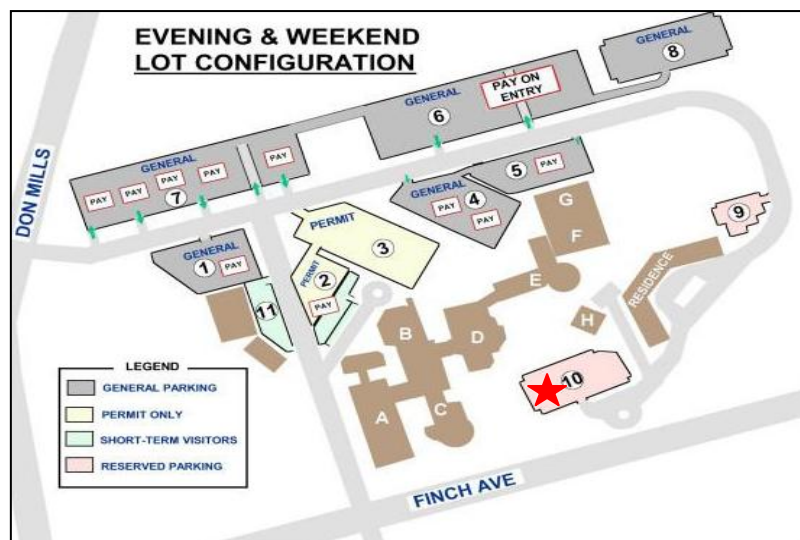 EVENING & WEEKEND
LOT CONFIGURATION
GENERAL
8
PAY ON
ENTRY
GENERAL
6
GENERAL
PAY
PAY
PAY
PAY
PAY
7
5
PAY
GENERAL
4
PAY
PAY
DON MILLS
PERMIT
3
GENERAL
1
PAY
PERMIT
2
PAY
11
G
F
E
9
RESIDENCE
B
D
H
A
C
10
LEGEND
GENERAL PARKING
PERMIT ONLY
SHORT-TERM VISITORS
RESERVED PARKING
FINCH AVE